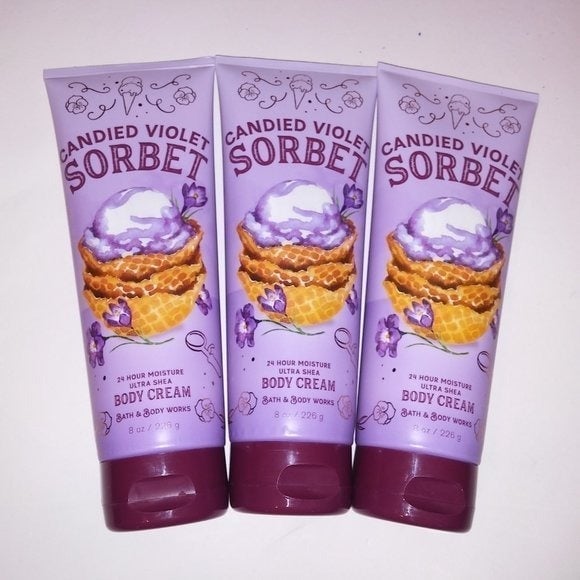 CANDIED VIOLET
SORBET
24 HOUR MOISTURE
ULTRA SHEA
BODY CREAM
BATH & BODY WORKS
8 oz / 226 g
CANDIED VIOLET
SORBET
24 HOUR MOISTURE
ULTRA SHEA
BODY CREAM
BATH & BODY WORKS
8 oz / 226 g
CANDIED VIOLET
SORBET
24 HOUR MOISTURE
ULTRA SHEA
BODY CREAM
BATH & BODY WORKS
8 oz / 226 g